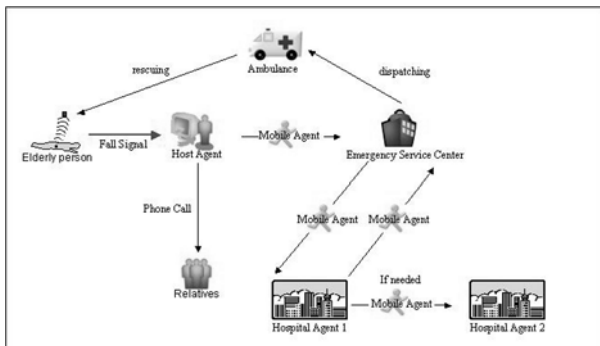 Ambulance
rescuing
dispatching
Elderly person
Fall Signal
Host Agent
Mobile Agent
Emergency Service Center
Phone Call
Mobile Agent
Mobile Agent
Relatives
If needed
Mobile Agent
Hospital Agent 1
Hospital Agent 2